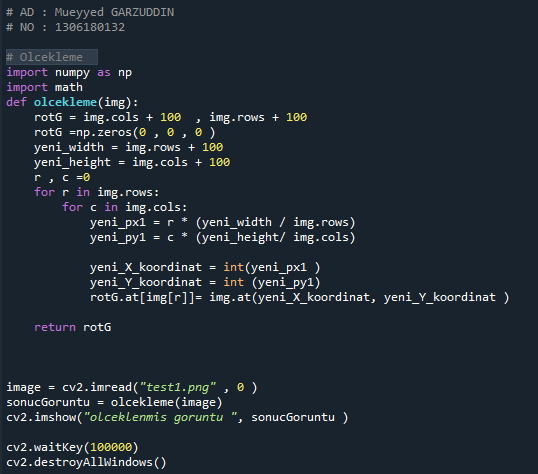 # AD : Mueyyed GARZUDDIN
# NO : 1306180132
# Olcekleme
import numpy as np
import math
def olcekleme(img):
    rotG = img.cols + 100  , img.rows + 100
    rotG =np.zeros(0 , 0 , 0 )
    yeni_width = img.rows + 100
    yeni_height = img.cols + 100
    r , c =0
    for r in img.rows:
        for c in img.cols:
            yeni_px1 = r * (yeni_width / img.rows)
            yeni_py1 = c * (yeni_height/ img.cols)
            yeni_X_koordinat = int(yeni_px1 )
            yeni_Y_koordinat = int (yeni_py1)
            rotG.at[img[r]]= img.at(yeni_X_koordinat, yeni_Y_koordinat )
    return rotG
image = cv2.imread("test1.png" , 0 )
sonucGoruntu = olcekleme(image)
cv2.imshow("olceklenmis goruntu ", sonucGoruntu )
cv2.waitKey(100000)
cv2.destroyAllWindows()